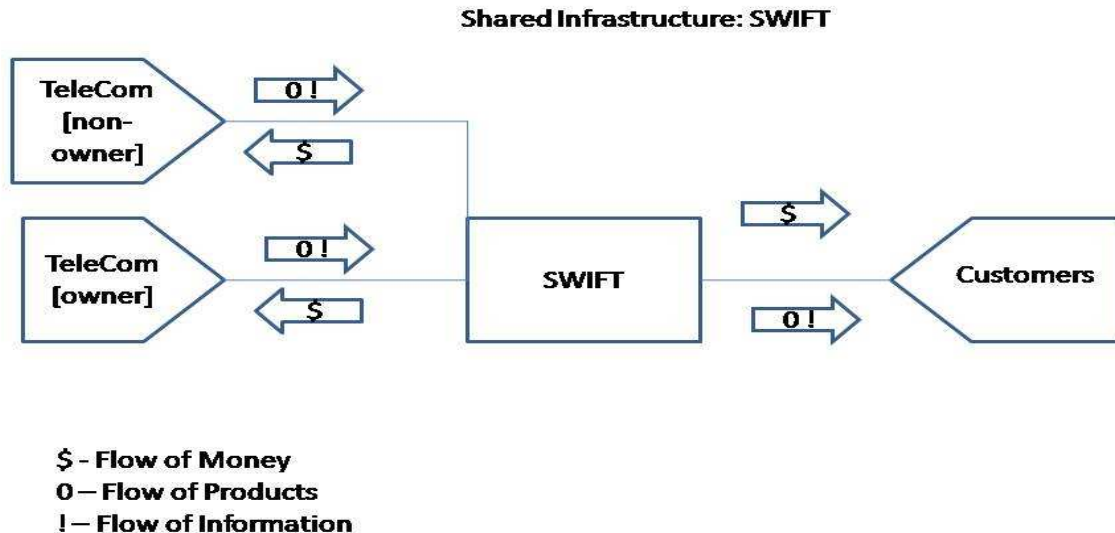 Shared Infrastructure: SWIFT
TeleCom
[non-
owner]
0 !
$
TeleCom
[owner]
0 !
$
SWIFT
$
0 !
Customers
$ - Flow of Money
0 – Flow of Products
! – Flow of Information